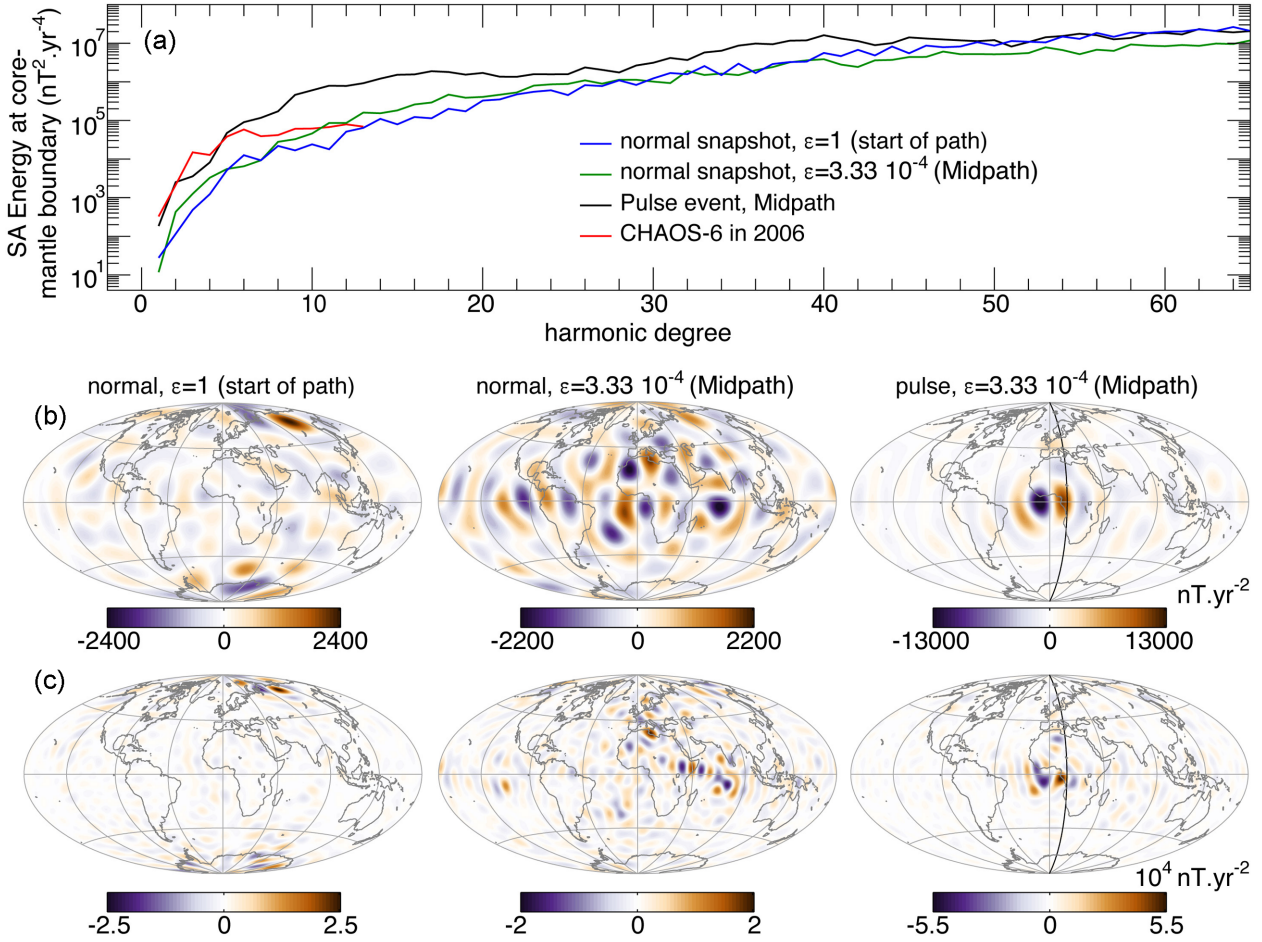 (a)
SA Energy at core-
mantle boundary (nT².yr⁻⁴)
10⁷
10⁵
10³
10¹
normal snapshot, ε=1 (start of path)
normal snapshot, ε=3.33 10⁻⁴ (Midpath)
Pulse event, Midpath
CHAOS-6 in 2006
0 10 20 30 40 50 60
harmonic degree
normal, ε=1 (start of path) normal, ε=3.33 10⁻⁴ (Midpath) pulse, ε=3.33 10⁻⁴ (Midpath)
(b)
nT.yr⁻²
-2400 0 2400 -2200 0 2200 -13000 0 13000
(c)
10⁴ nT.yr⁻²
-2.5 0 2.5 -2 0 2 -5.5 0 5.5